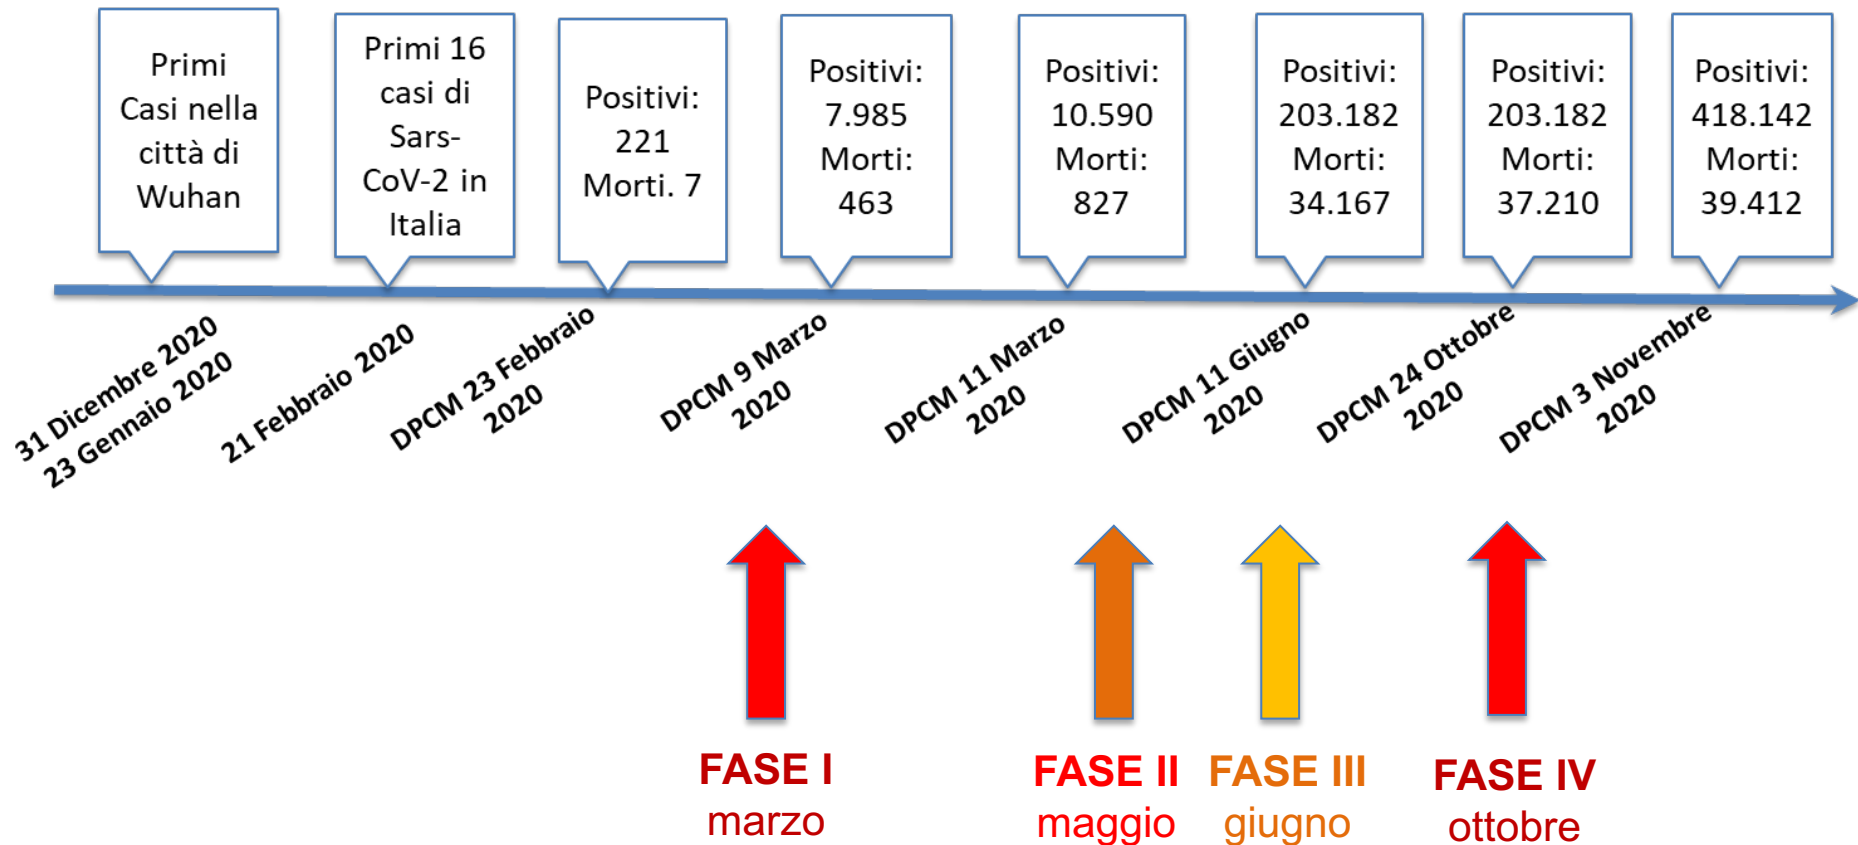 Primi
Casi nella
città di
Wuhan
Primi 16
casi di
Sars-
CoV-2 in
Italia
Positivi:
221
Morti. 7
Positivi:
7.985
Morti:
463
Positivi:
10.590
Morti:
827
Positivi:
203.182
Morti:
34.167
Positivi:
203.182
Morti:
37.210
Positivi:
418.142
Morti:
39.412
31 Dicembre 2020
23 Gennaio 2020
21 Febbraio 2020
DPCM 23 Febbraio
2020
DPCM 9 Marzo
2020
DPCM 11 Marzo
2020
DPCM 11 Giugno
2020
DPCM 24 Ottobre
2020
DPCM 3 Novembre
2020
FASE I
marzo
FASE II
maggio
FASE III
giugno
FASE IV
ottobre